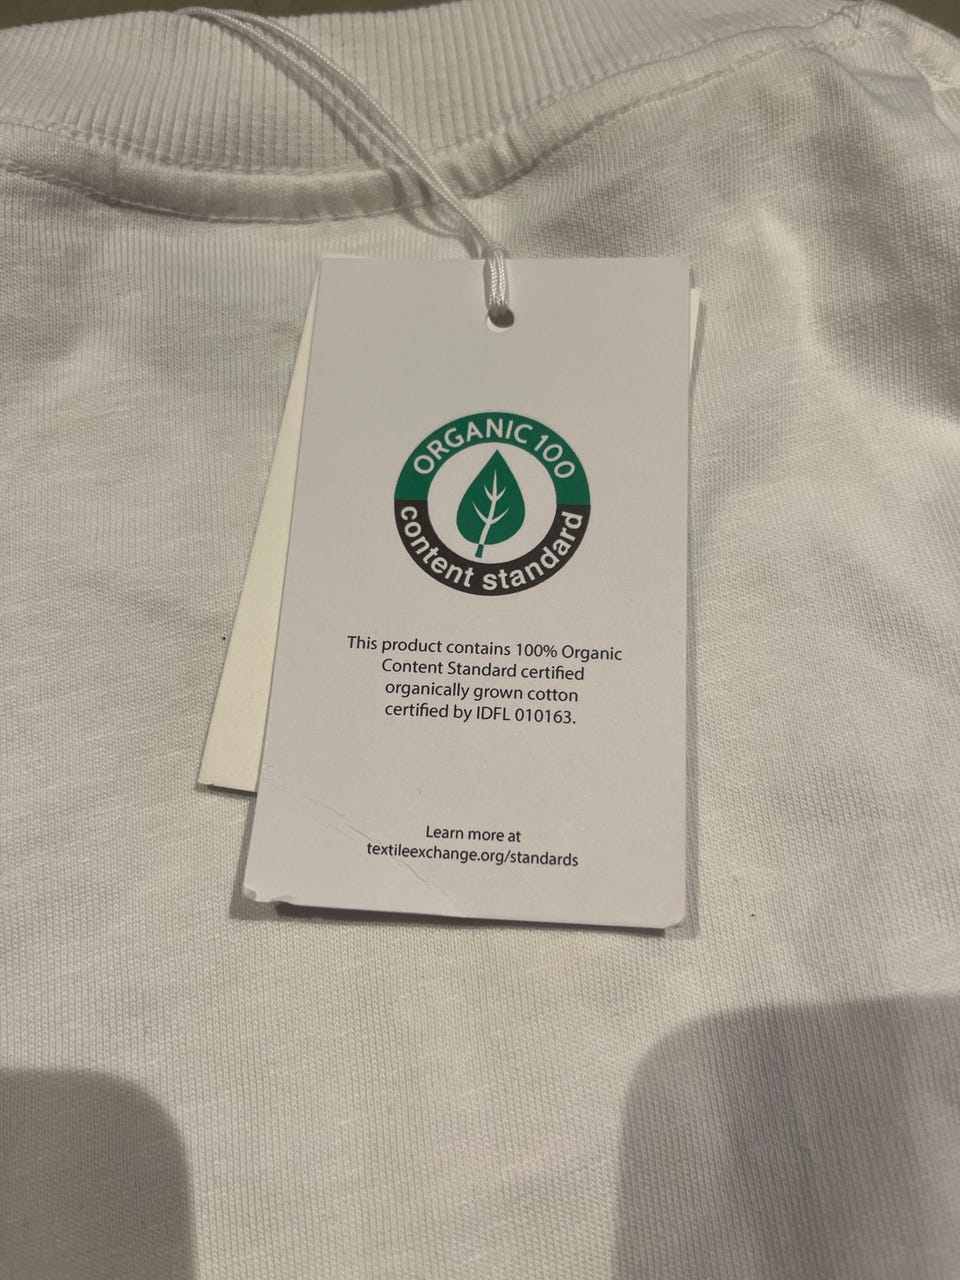 ORGANIC 100
content standard
This product contains 100% Organic
Content Standard certified
organically grown cotton
certified by IDFL 010163.
Learn more at
textileexchange.org/standards